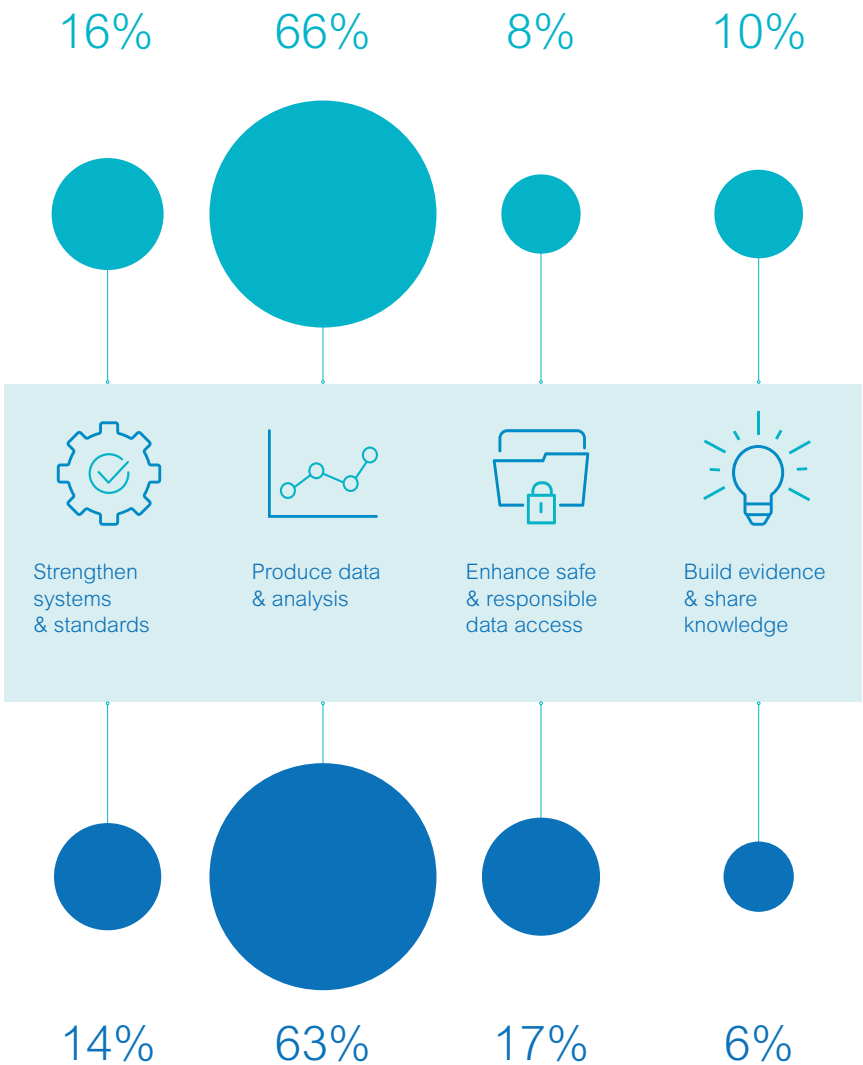 16%
66%
8%
10%
Strengthen
systems
& standards
Produce data
& analysis
Enhance safe
& responsible
data access
Build evidence
& share
knowledge
14%
63%
17%
6%